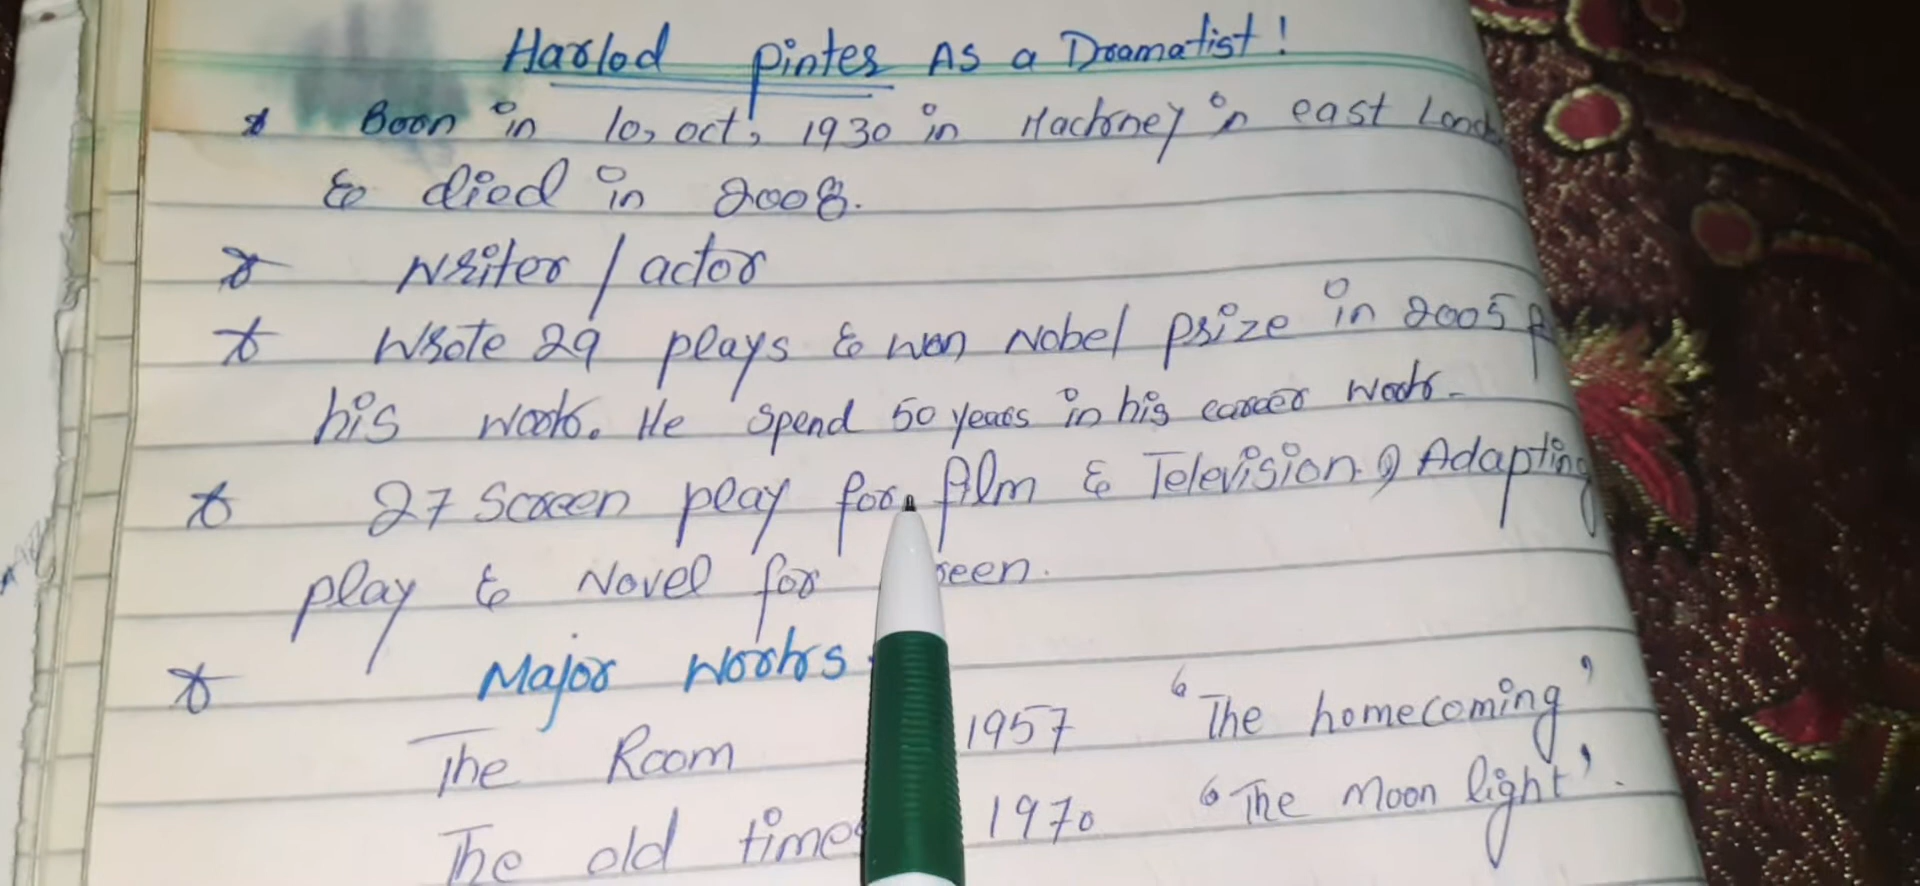 Harlod Pinter As a Dramatist!
* Born in 10, oct, 1930 in Hackney in east Lond
& died in 2008.
* Writer / actor
* Wrote 29 plays & won Nobel prize in 2005 f
his work. He spend 50 years in his career work.
* 27 Screen play for film & Television, Adapting
play & Novel for reen.
* Major Works
The Room 1957 "The homecoming'
The old time 1970 'The Moon light'.